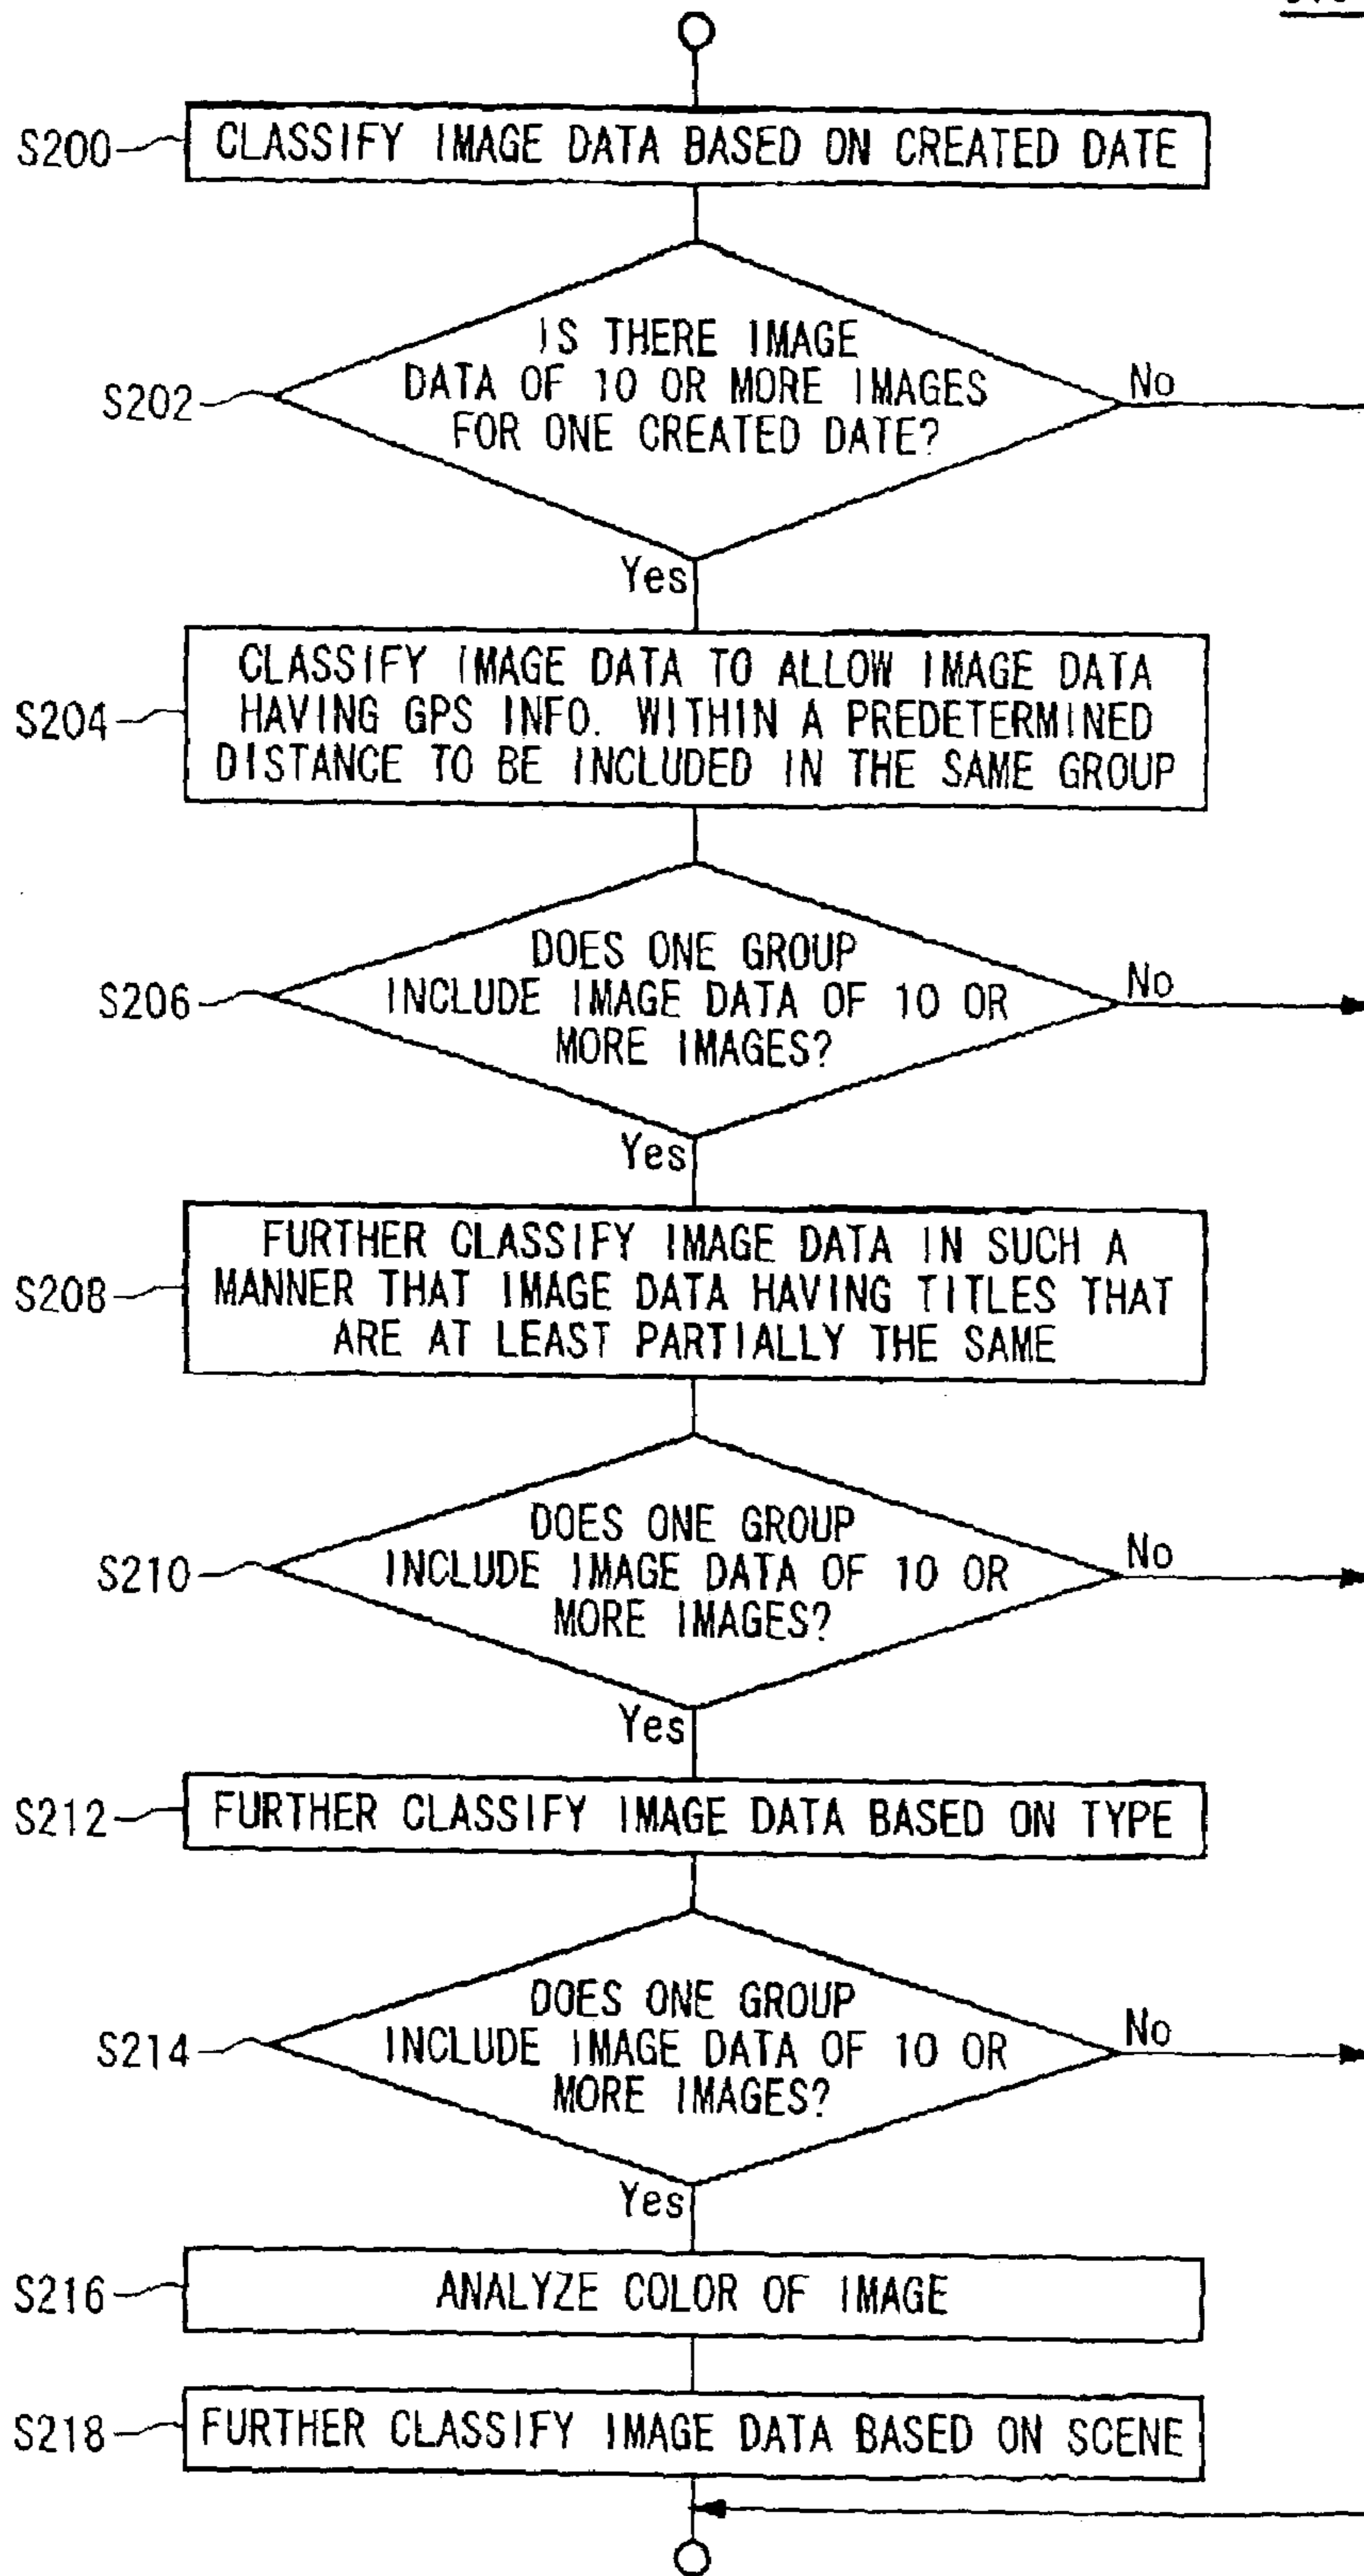 S200
CLASSIFY IMAGE DATA BASED ON CREATED DATE
S202
IS THERE IMAGE
DATA OF 10 OR MORE IMAGES
FOR ONE CREATED DATE?
No
Yes
S204
CLASSIFY IMAGE DATA TO ALLOW IMAGE DATA
HAVING GPS INFO. WITHIN A PREDETERMINED
DISTANCE TO BE INCLUDED IN THE SAME GROUP
S206
DOES ONE GROUP
INCLUDE IMAGE DATA OF 10 OR
MORE IMAGES?
No
Yes
S208
FURTHER CLASSIFY IMAGE DATA IN SUCH A
MANNER THAT IMAGE DATA HAVING TITLES THAT
ARE AT LEAST PARTIALLY THE SAME
S210
DOES ONE GROUP
INCLUDE IMAGE DATA OF 10 OR
MORE IMAGES?
No
Yes
S212
FURTHER CLASSIFY IMAGE DATA BASED ON TYPE
S214
DOES ONE GROUP
INCLUDE IMAGE DATA OF 10 OR
MORE IMAGES?
No
Yes
S216
ANALYZE COLOR OF IMAGE
S218
FURTHER CLASSIFY IMAGE DATA BASED ON SCENE